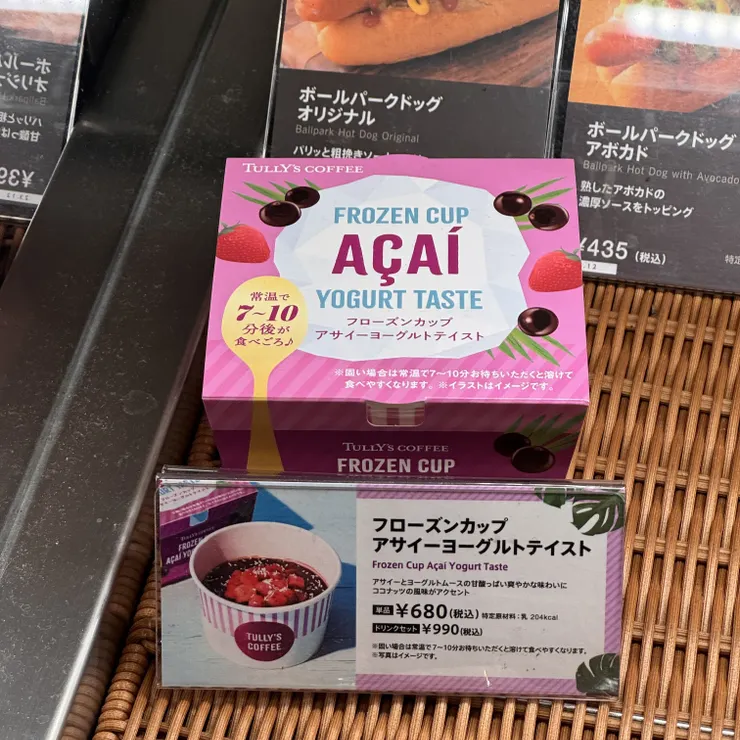 ボールパークドッグ
オリジナル
Ballpark Hot Dog Original
パリッと粗挽きソー
ボールパークドッグ
アボカド
Ballpark Hot Dog with Avocado
熟したアボカドの
濃厚ソースをトッピング
¥435 (税込)
TULLY'S COFFEE
FROZEN CUP
AÇAÍ
YOGURT TASTE
フローズンカップ
アサイーヨーグルトテイスト
常温で
7~10
分後が
食べごろ♪
※固い場合は常温で7〜10分お待ちいただくと溶けて
食べやすくなります。※イラストはイメージです。
TULLY'S COFFEE
FROZEN CUP
フローズンカップ
アサイーヨーグルトテイスト
Frozen Cup Açaí Yogurt Taste
アサイーとヨーグルトムースの甘酸っぱい爽やかな味わいに
ココナッツの風味がアクセント
単品 ¥680(税込) 特定原材料：乳 204kcal
ドリンクセット ¥990(税込)
※固い場合は常温で7〜10分お待ちいただくと溶けて食べやすくなります。
※写真はイメージです。
FROZEN
AÇAÍ YO
TULLY'S
COFFEE